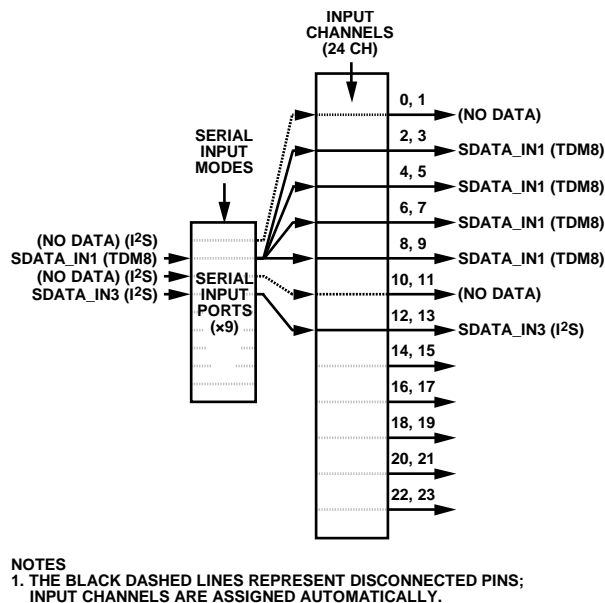 INPUT
CHANNELS
(24 CH)
SERIAL
INPUT
MODES
0, 1
(NO DATA)
2, 3
SDATA_IN1 (TDM8)
4, 5
SDATA_IN1 (TDM8)
6, 7
SDATA_IN1 (TDM8)
(NO DATA) (I²S)
SDATA_IN1 (TDM8)
(NO DATA) (I²S)
SDATA_IN3 (I²S)
SERIAL
INPUT
PORTS
(×9)
8, 9
SDATA_IN1 (TDM8)
10, 11
(NO DATA)
12, 13
SDATA_IN3 (I²S)
14, 15
16, 17
18, 19
20, 21
22, 23
NOTES
1. THE BLACK DASHED LINES REPRESENT DISCONNECTED PINS;
INPUT CHANNELS ARE ASSIGNED AUTOMATICALLY.